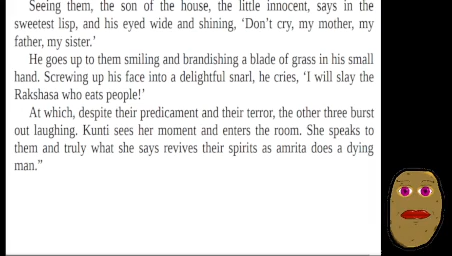 Seeing them, the son of the house, the little innocent, says in the
sweetest lisp, and his eyed wide and shining, ‘Don’t cry, my mother, my
father, my sister.’
He goes up to them smiling and brandishing a blade of grass in his small
hand. Screwing up his face into a delightful snarl, he cries, ‘I will slay the
Rakshasa who eats people!’
At which, despite their predicament and their terror, the other three burst
out laughing. Kunti sees her moment and enters the room. She speaks to
them and truly what she says revives their spirits as amrita does a dying
man.”